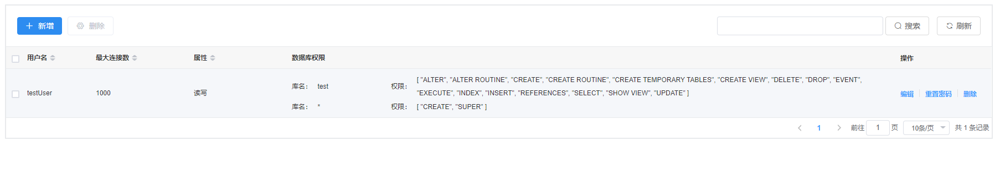 新增 删除 搜索 刷新
用户名 最大连接数 属性 数据库权限 操作
testUser 1000 读写 库名： test 权限： [ "ALTER", "ALTER ROUTINE", "CREATE", "CREATE ROUTINE", "CREATE TEMPORARY TABLES", "CREATE VIEW", "DELETE", "DROP", "EVENT",
"EXECUTE", "INDEX", "INSERT", "REFERENCES", "SELECT", "SHOW VIEW", "UPDATE" ]
库名： * 权限： [ "CREATE", "SUPER" ]
编辑 重置密码 删除
1 前往 1 页 10条/页 共 1 条记录